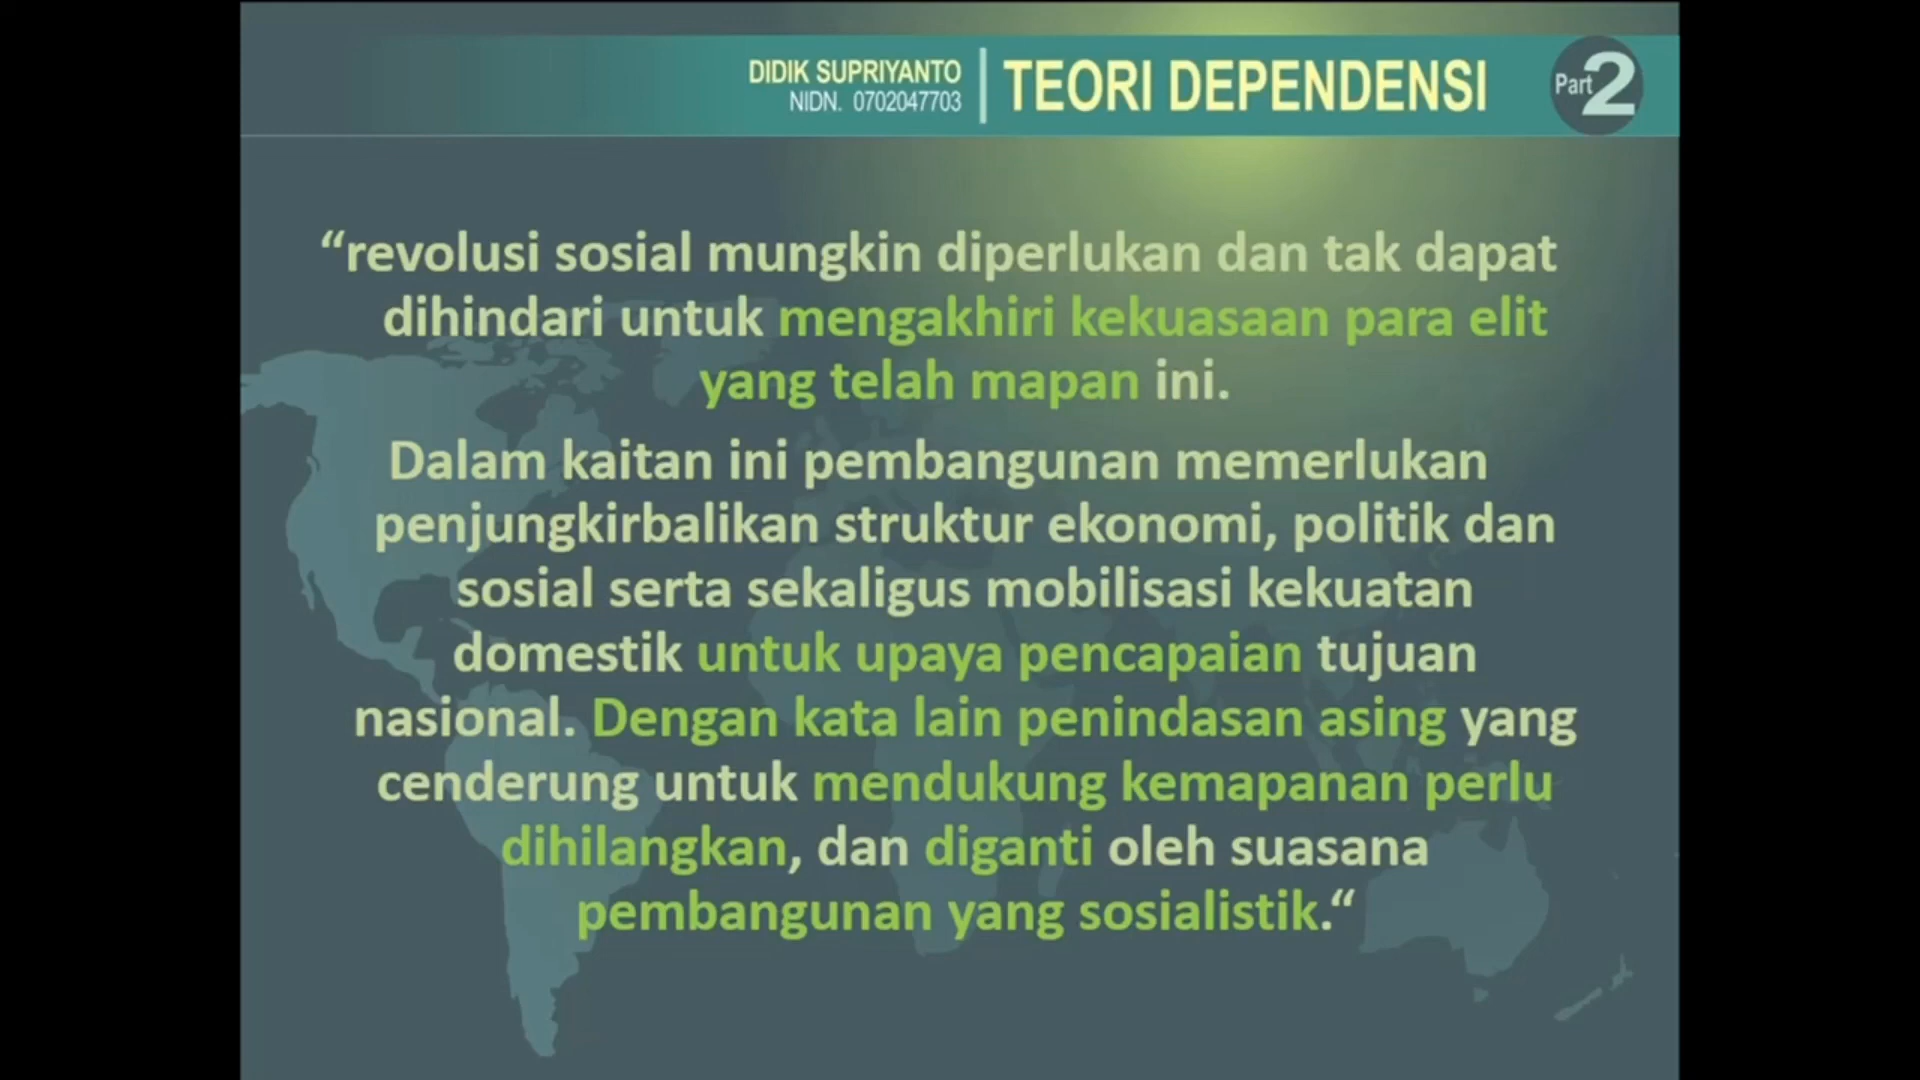 DIDIK SUPRIYANTO
NIDN. 0702047703
TEORI DEPENDENSI
Part 2
“revolusi sosial mungkin diperlukan dan tak dapat
dihindari untuk mengakhiri kekuasaan para elit
yang telah mapan ini.
Dalam kaitan ini pembangunan memerlukan
penjungkirbalikan struktur ekonomi, politik dan
sosial serta sekaligus mobilisasi kekuatan
domestik untuk upaya pencapaian tujuan
nasional. Dengan kata lain penindasan asing yang
cenderung untuk mendukung kemapanan perlu
dihilangkan, dan diganti oleh suasana
pembangunan yang sosialistik.“